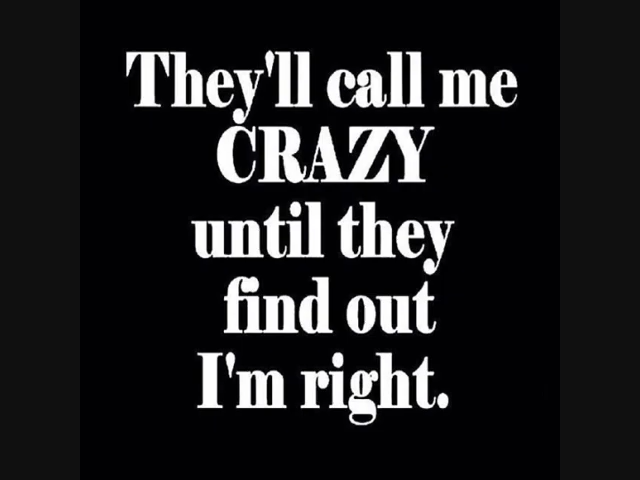 They'll call me
CRAZY
until they
find out
I'm right.